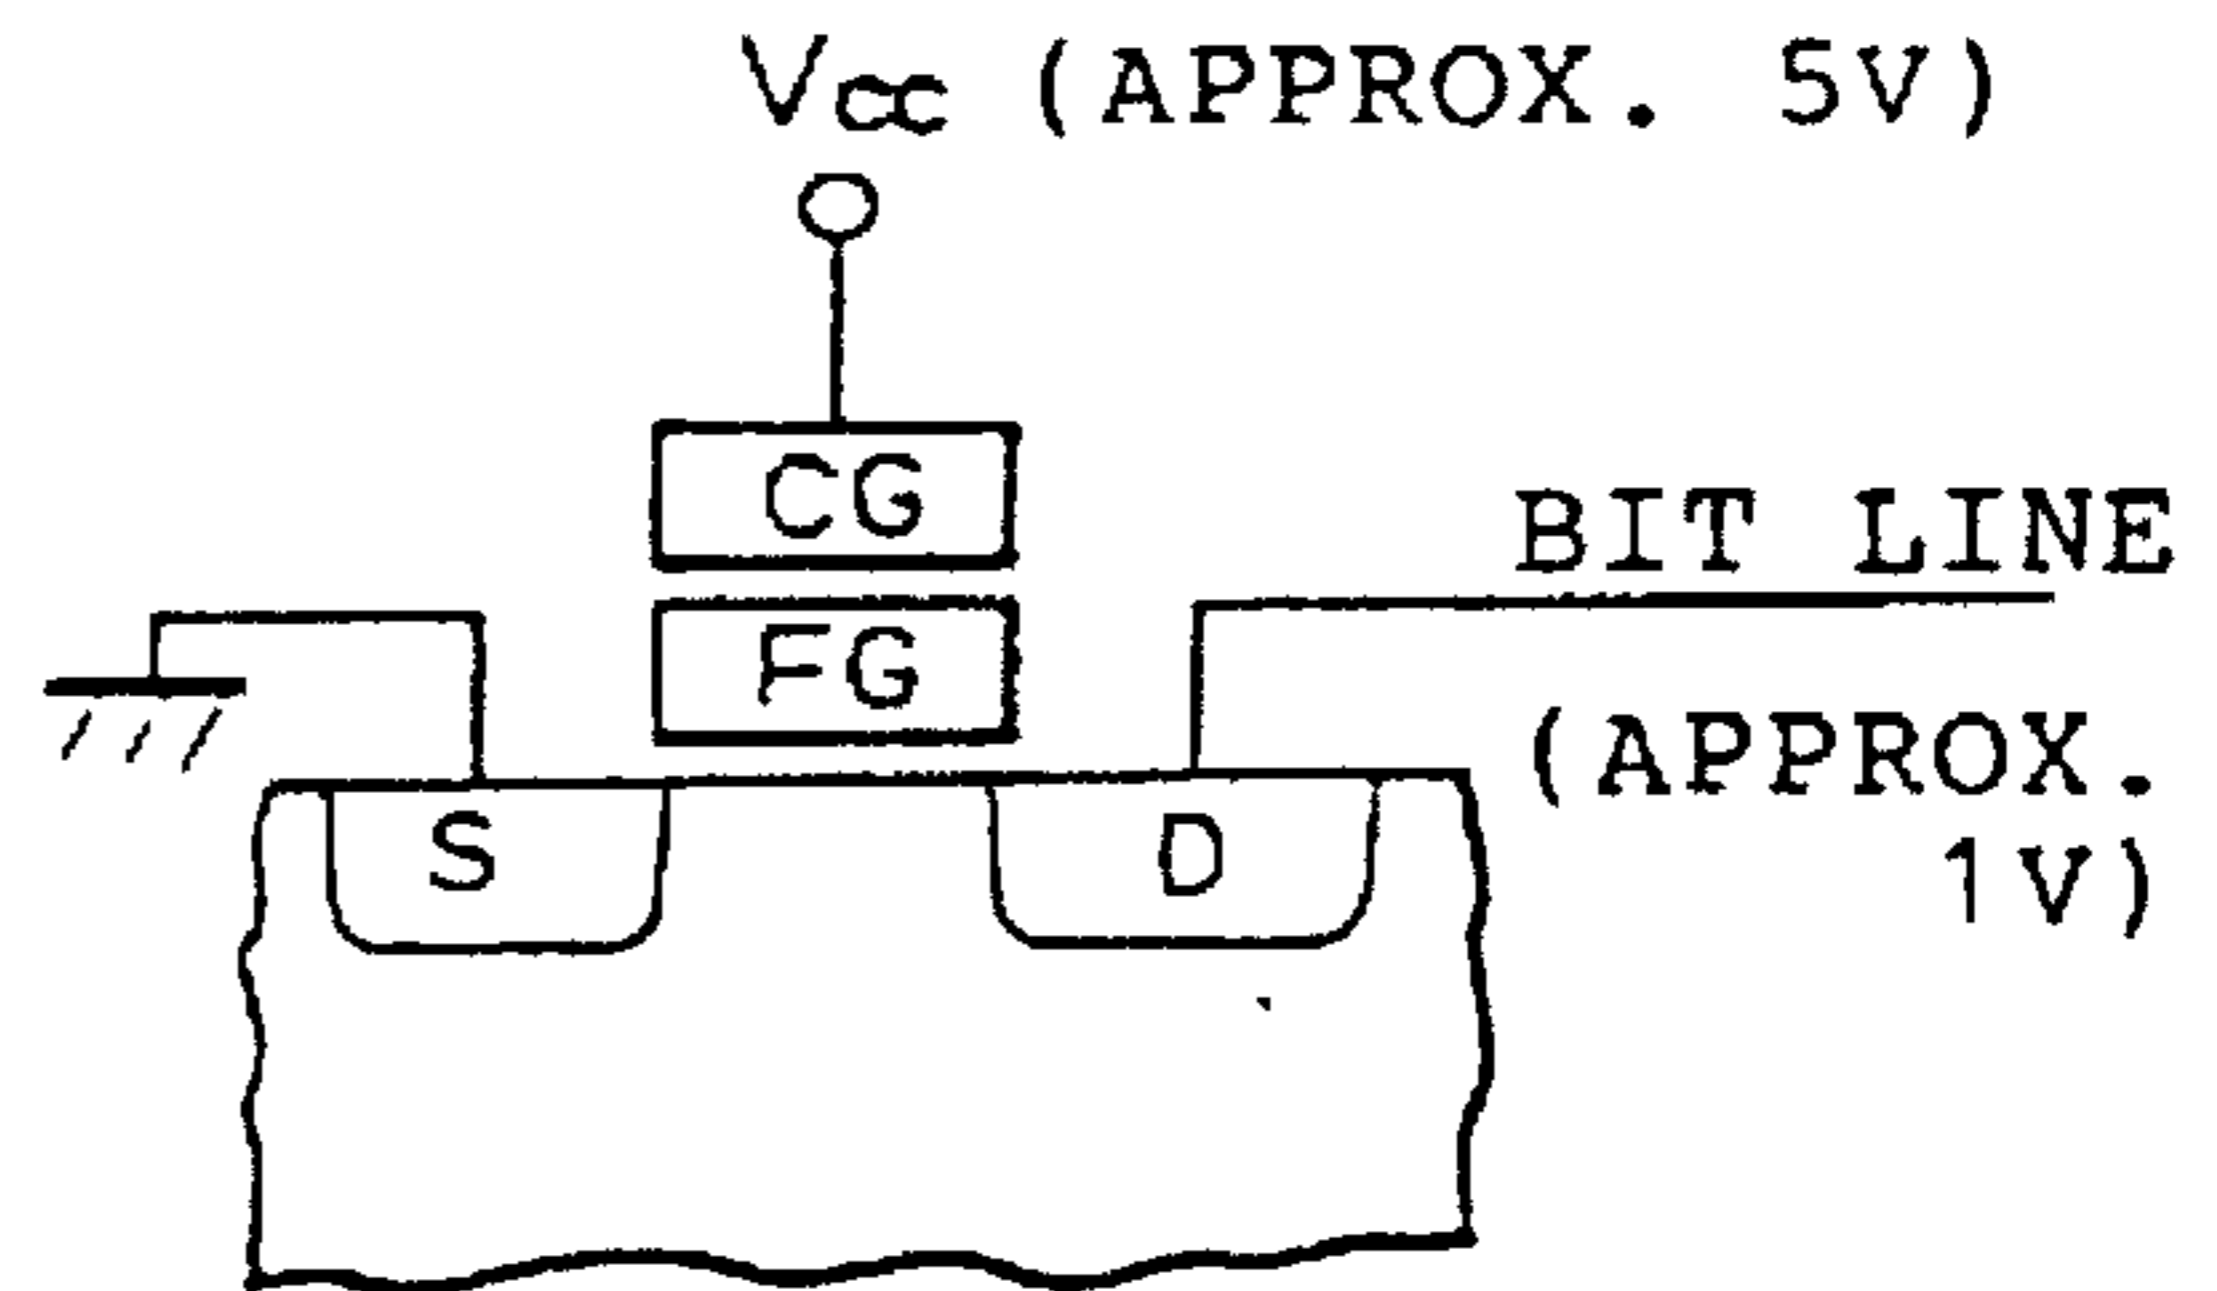 Vcc (APPROX. 5V)
CG
BIT LINE
FG
(APPROX.
1V)
S
D